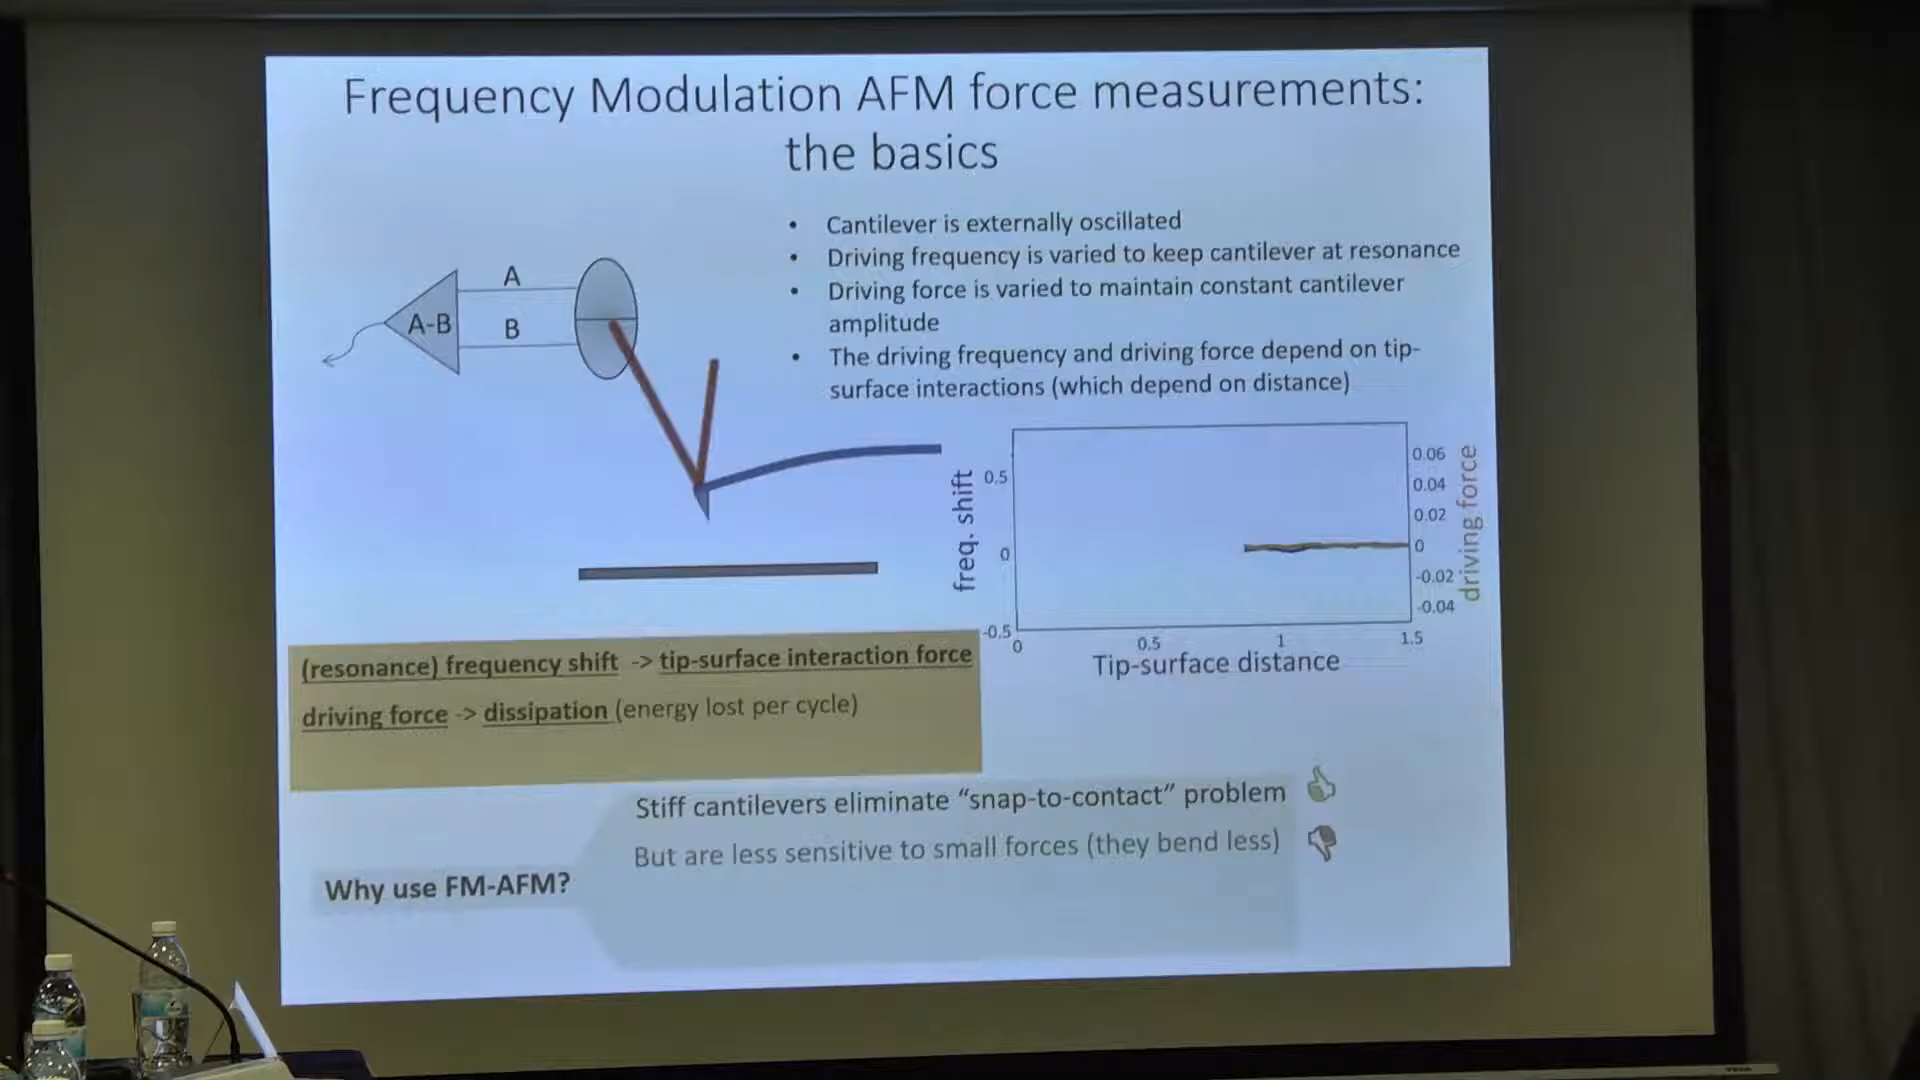 Frequency Modulation AFM force measurements:
the basics
• Cantilever is externally oscillated
• Driving frequency is varied to keep cantilever at resonance
• Driving force is varied to maintain constant cantilever
amplitude
• The driving frequency and driving force depend on tip-
surface interactions (which depend on distance)
A
A-B
B
freq. shift
0.5
0
-0.5
0
0.5
1
1.5
Tip-surface distance
0.06
0.04
0.02
0
-0.02
-0.04
driving force
(resonance) frequency shift -> tip-surface interaction force
driving force -> dissipation (energy lost per cycle)
Why use FM-AFM?
Stiff cantilevers eliminate “snap-to-contact” problem
But are less sensitive to small forces (they bend less)